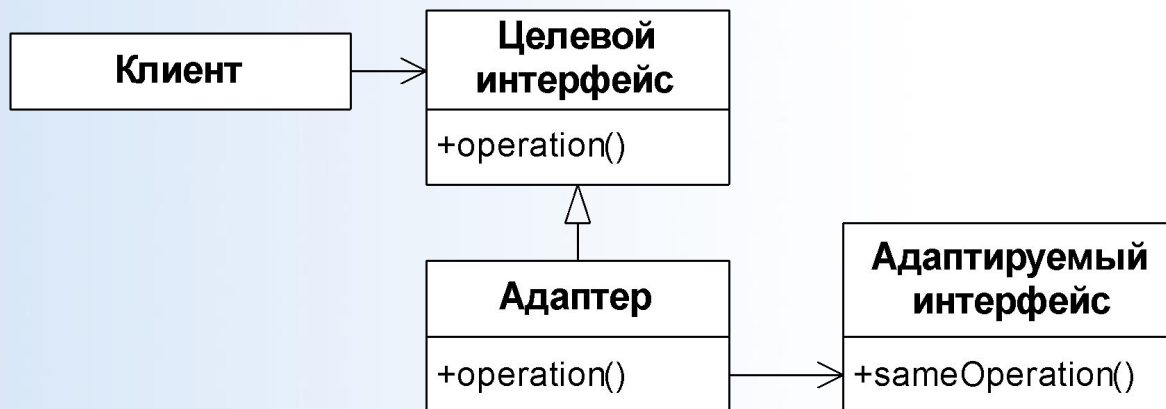 Клиент
Целевой
интерфейс
+operation()
Адаптер
+operation()
Адаптируемый
интерфейс
+sameOperation()